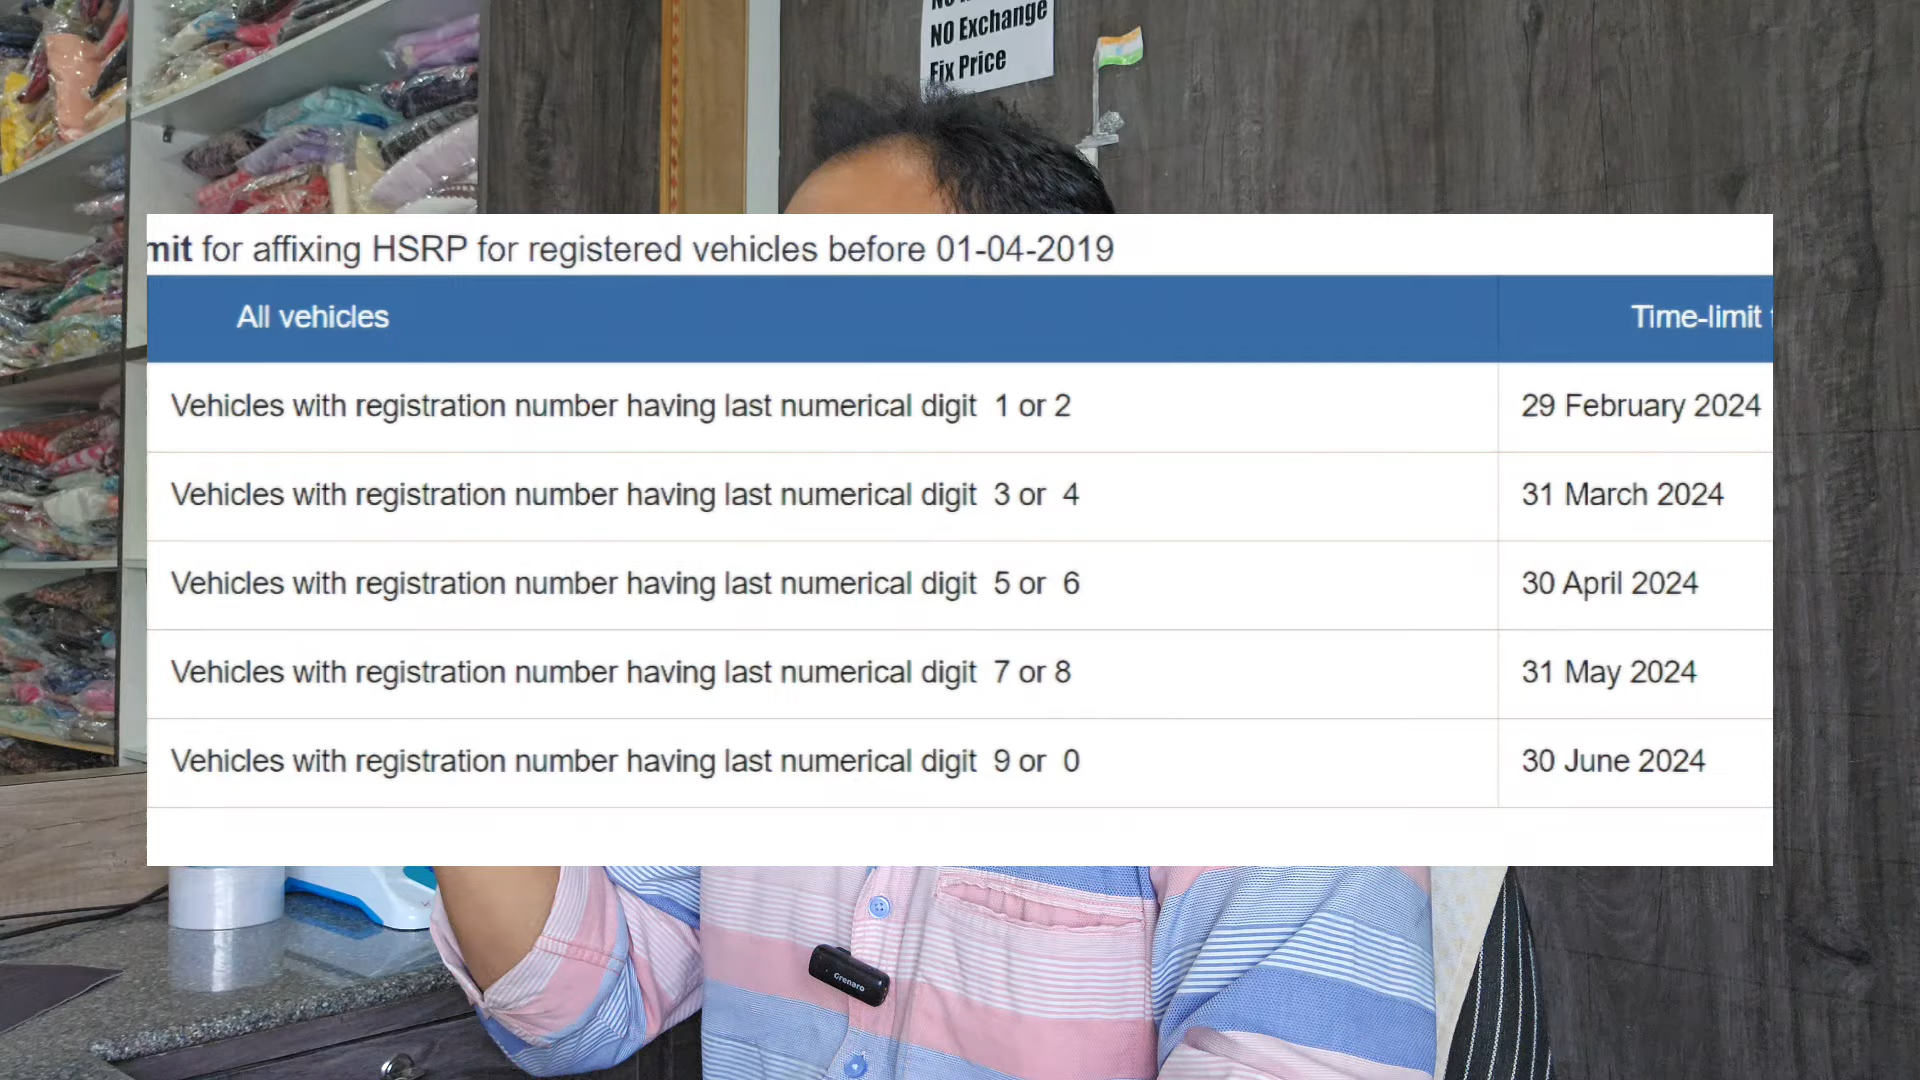 NO Exchange
Fix Price
mit for affixing HSRP for registered vehicles before 01-04-2019
All vehicles Time-limit
Vehicles with registration number having last numerical digit 1 or 2 29 February 2024
Vehicles with registration number having last numerical digit 3 or 4 31 March 2024
Vehicles with registration number having last numerical digit 5 or 6 30 April 2024
Vehicles with registration number having last numerical digit 7 or 8 31 May 2024
Vehicles with registration number having last numerical digit 9 or 0 30 June 2024
Grenaro